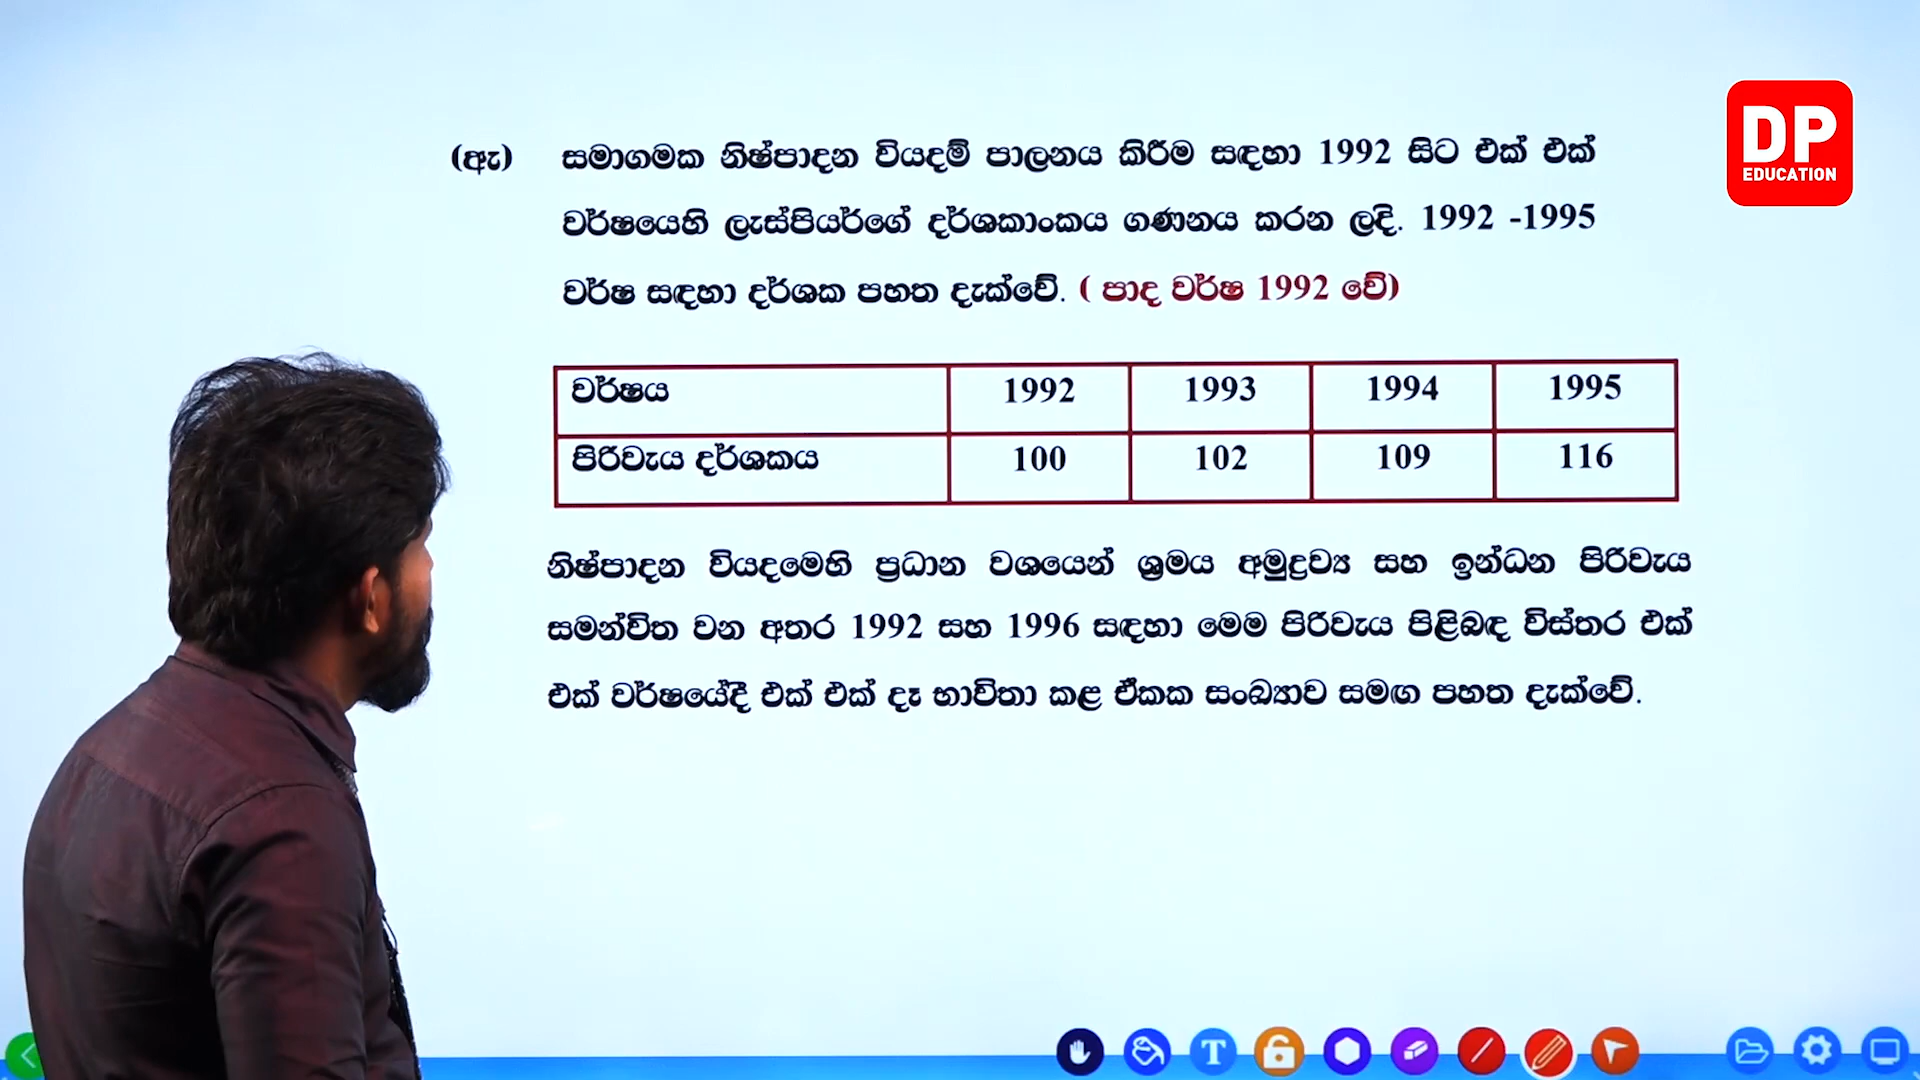 DP
EDUCATION
(ඇ) සමාගමක නිෂ්පාදන වියදම් පාලනය කිරීම සඳහා 1992 සිට එක් එක්
වර්ෂයෙහි ලැස්පියර්ගේ දර්ශකාංකය ගණනය කරන ලදි. 1992 -1995
වර්ෂ සඳහා දර්ශක පහත දැක්වේ. ( පාද වර්ෂ 1992 වේ)
වර්ෂය 1992 1993 1994 1995
පිරිවැය දර්ශකය 100 102 109 116
නිෂ්පාදන වියදමෙහි ප්‍රධාන වශයෙන් ශ්‍රමය අමුද්‍රව්‍ය සහ ඉන්ධන පිරිවැය
සමන්විත වන අතර 1992 සහ 1996 සඳහා මෙම පිරිවැය පිළිබඳ විස්තර එක්
එක් වර්ෂයේදී එක් එක් දෑ භාවිතා කළ ඒකක සංඛ්‍යාව සමඟ පහත දැක්වේ.
T